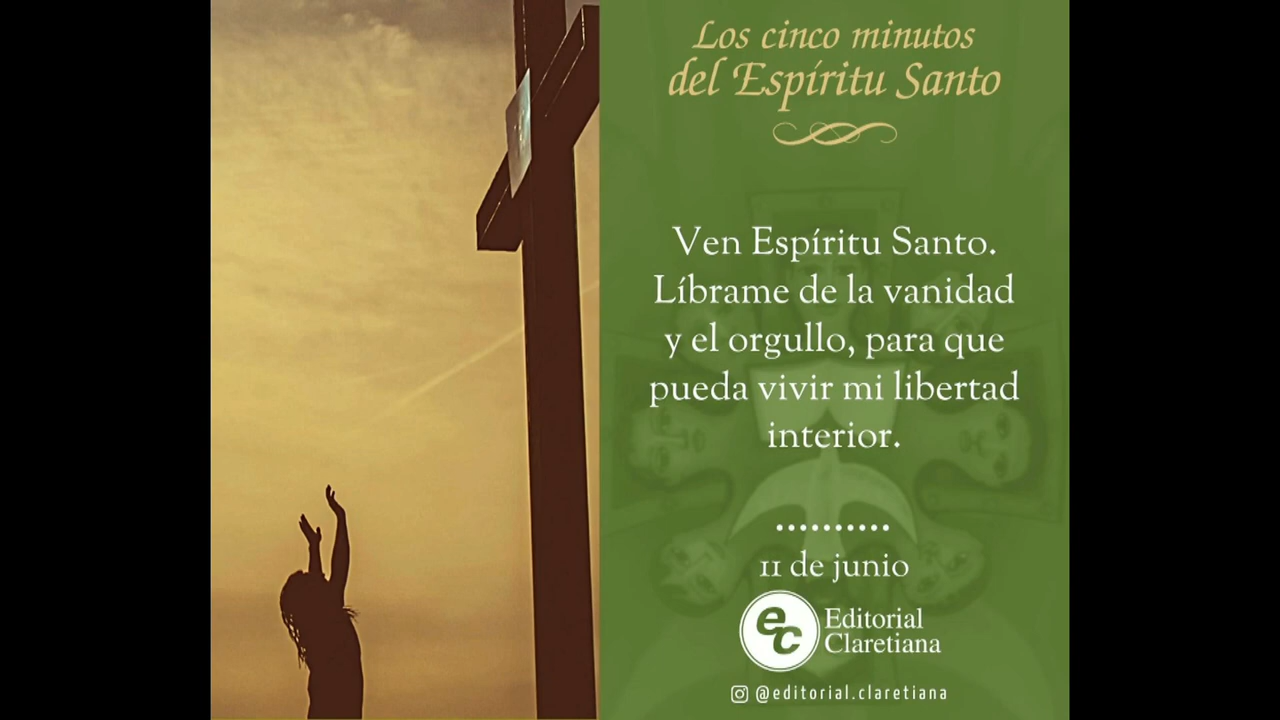 Los cinco minutos
del Espíritu Santo
Ven Espíritu Santo.
Líbrame de la vanidad
y el orgullo, para que
pueda vivir mi libertad
interior.
..........
11 de junio
ec
Editorial
Claretiana
@editorial.claretiana